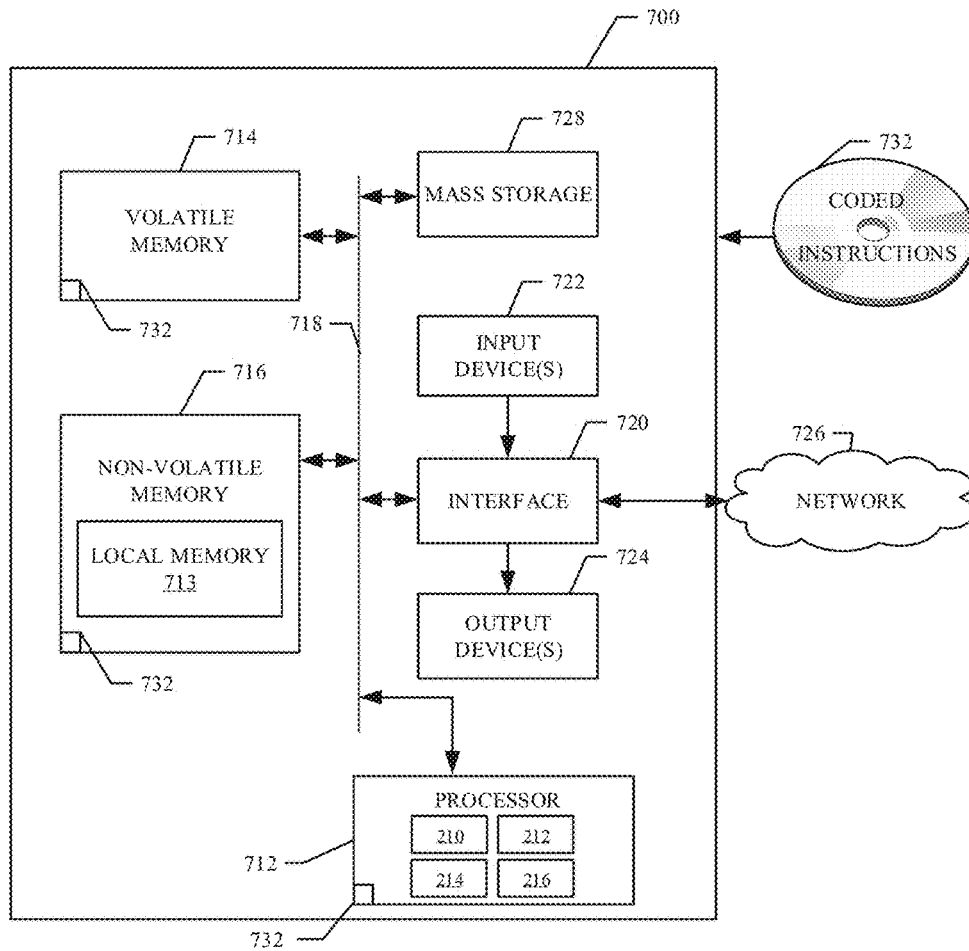 700
714
VOLATILE
MEMORY
732
728
MASS STORAGE
732
CODED
INSTRUCTIONS
718
722
INPUT
DEVICE(S)
716
NON-VOLATILE
MEMORY
LOCAL MEMORY
713
732
720
INTERFACE
726
NETWORK
724
OUTPUT
DEVICE(S)
PROCESSOR
210
212
214
216
712
732